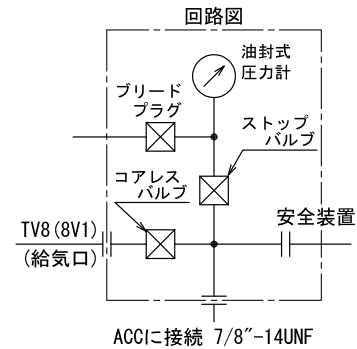 回路図
油封式
圧力計
ブリード
プラグ
ストップ
バルブ
コアレス
バルブ
安全装置
TV8(8V1)
(給気口)
ACCに接続 7/8"-14UNF